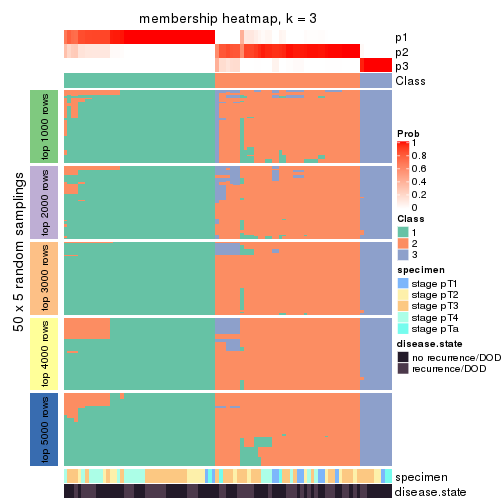 membership heatmap, k = 3
p1
p2
p3
Class
50 x 5 random samplings
top 1000 rows
top 2000 rows
top 3000 rows
top 4000 rows
top 5000 rows
specimen
disease.state
Prob
1
0.8
0.6
0.4
0.2
0
Class
1
2
3
specimen
stage pT1
stage pT2
stage pT3
stage pT4
stage pTa
disease.state
no recurrence/DOD
recurrence/DOD